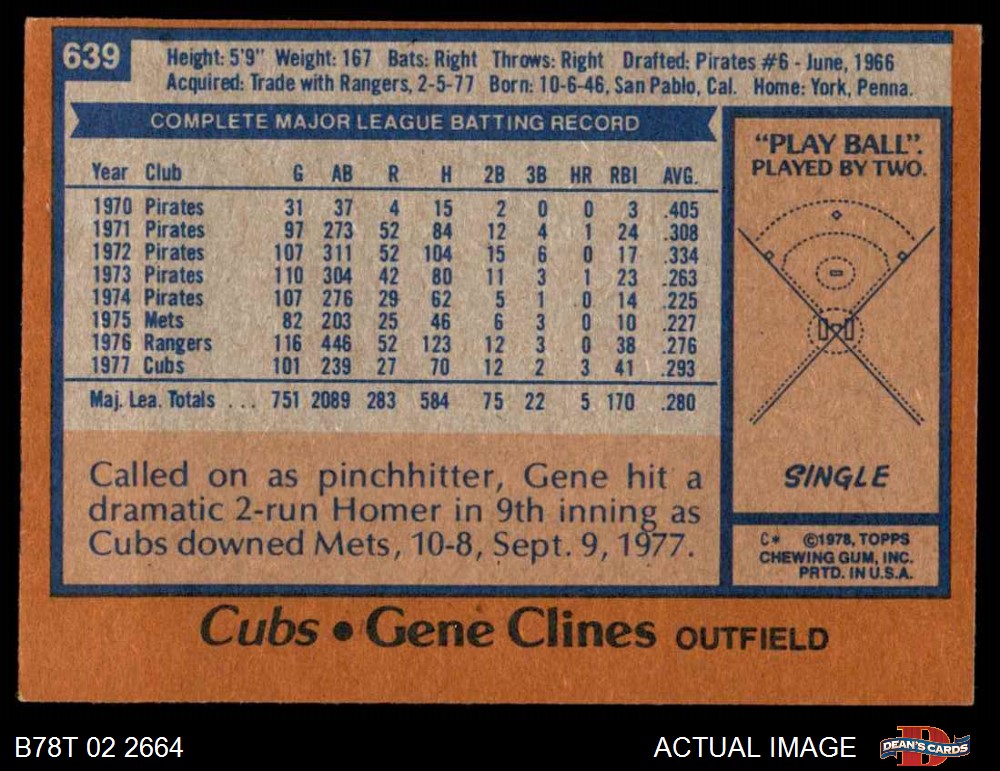 639
Height: 5'9" Weight: 167 Bats: Right Throws: Right Drafted: Pirates #6 - June, 1966
Acquired: Trade with Rangers, 2-5-77 Born: 10-6-46, San Pablo, Cal. Home: York, Penna.
COMPLETE MAJOR LEAGUE BATTING RECORD
Year Club G AB R H 2B 3B HR RBI AVG.
1970 Pirates 31 37 4 15 2 0 0 3 .405
1971 Pirates 97 273 52 84 12 4 1 24 .308
1972 Pirates 107 311 52 104 15 6 0 17 .334
1973 Pirates 110 304 42 80 11 3 1 23 .263
1974 Pirates 107 276 29 62 5 1 0 14 .225
1975 Mets 82 203 25 46 6 3 0 10 .227
1976 Rangers 116 446 52 123 12 3 0 38 .276
1977 Cubs 101 239 27 70 12 2 3 41 .293
Maj. Lea. Totals ... 751 2089 283 584 75 22 5 170 .280
Called on as pinchhitter, Gene hit a
dramatic 2-run Homer in 9th inning as
Cubs downed Mets, 10-8, Sept. 9, 1977.
"PLAY BALL".
PLAYED BY TWO.
SINGLE
C* ©1978, TOPPS
CHEWING GUM, INC.
PRTD. IN U.S.A.
Cubs • Gene Clines OUTFIELD
B78T 02 2664
ACTUAL IMAGE
DEAN'S CARDS